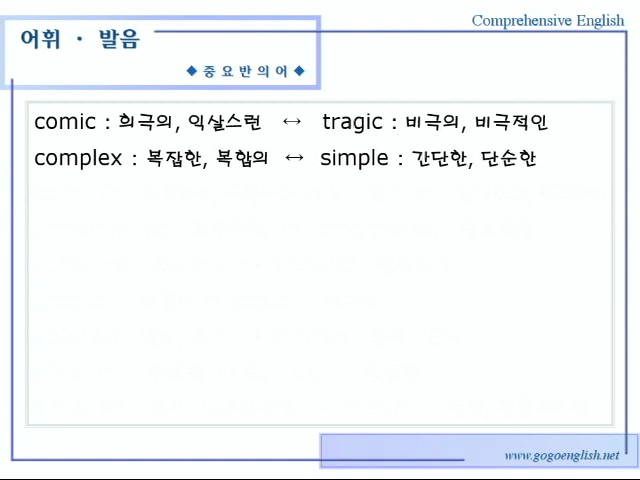 Comprehensive English
어휘 · 발음
◆ 중요반의어 ◆
comic : 희극의, 익살스런 ↔ tragic : 비극의, 비극적인
complex : 복잡한, 복합의 ↔ simple : 간단한, 단순한
www.gogoenglish.net